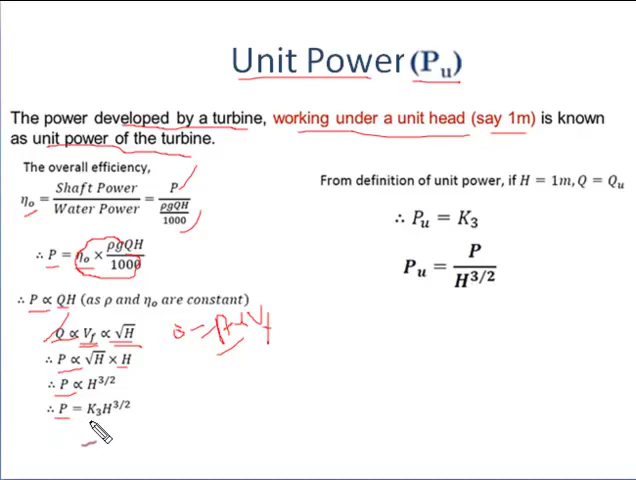 Unit Power (Pᵤ)
The power developed by a turbine, working under a unit head (say 1m) is known
as unit power of the turbine.
The overall efficiency,
ηₒ = Shaft Power / Water Power = P / (ρgQH / 1000)
∴ P = ηₒ × ρgQH / 1000
∴ P ∝ QH (as ρ and ηₒ are constant)
Q ∝ V_f ∝ √H
∴ P ∝ √H × H
∴ P ∝ H^{3/2}
∴ P = K₃H^{3/2}
From definition of unit power, if H = 1m, Q = Qᵤ
∴ Pᵤ = K₃
Pᵤ = P / H^{3/2}